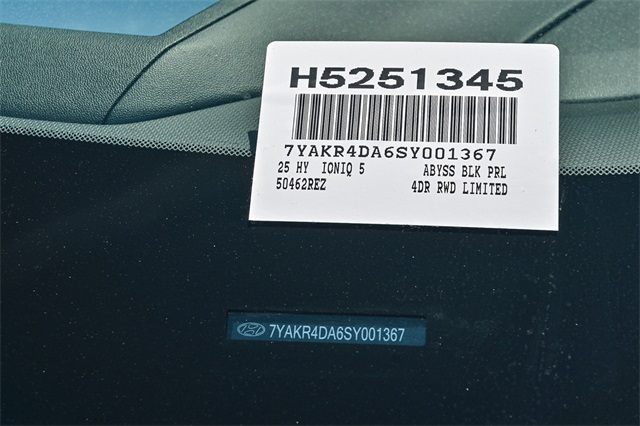 H5251345
7YAKR4DA6SY001367
25 HY IONIQ 5 ABYSS BLK PRL
50462REZ 4DR RWD LIMITED
7YAKR4DA6SY001367